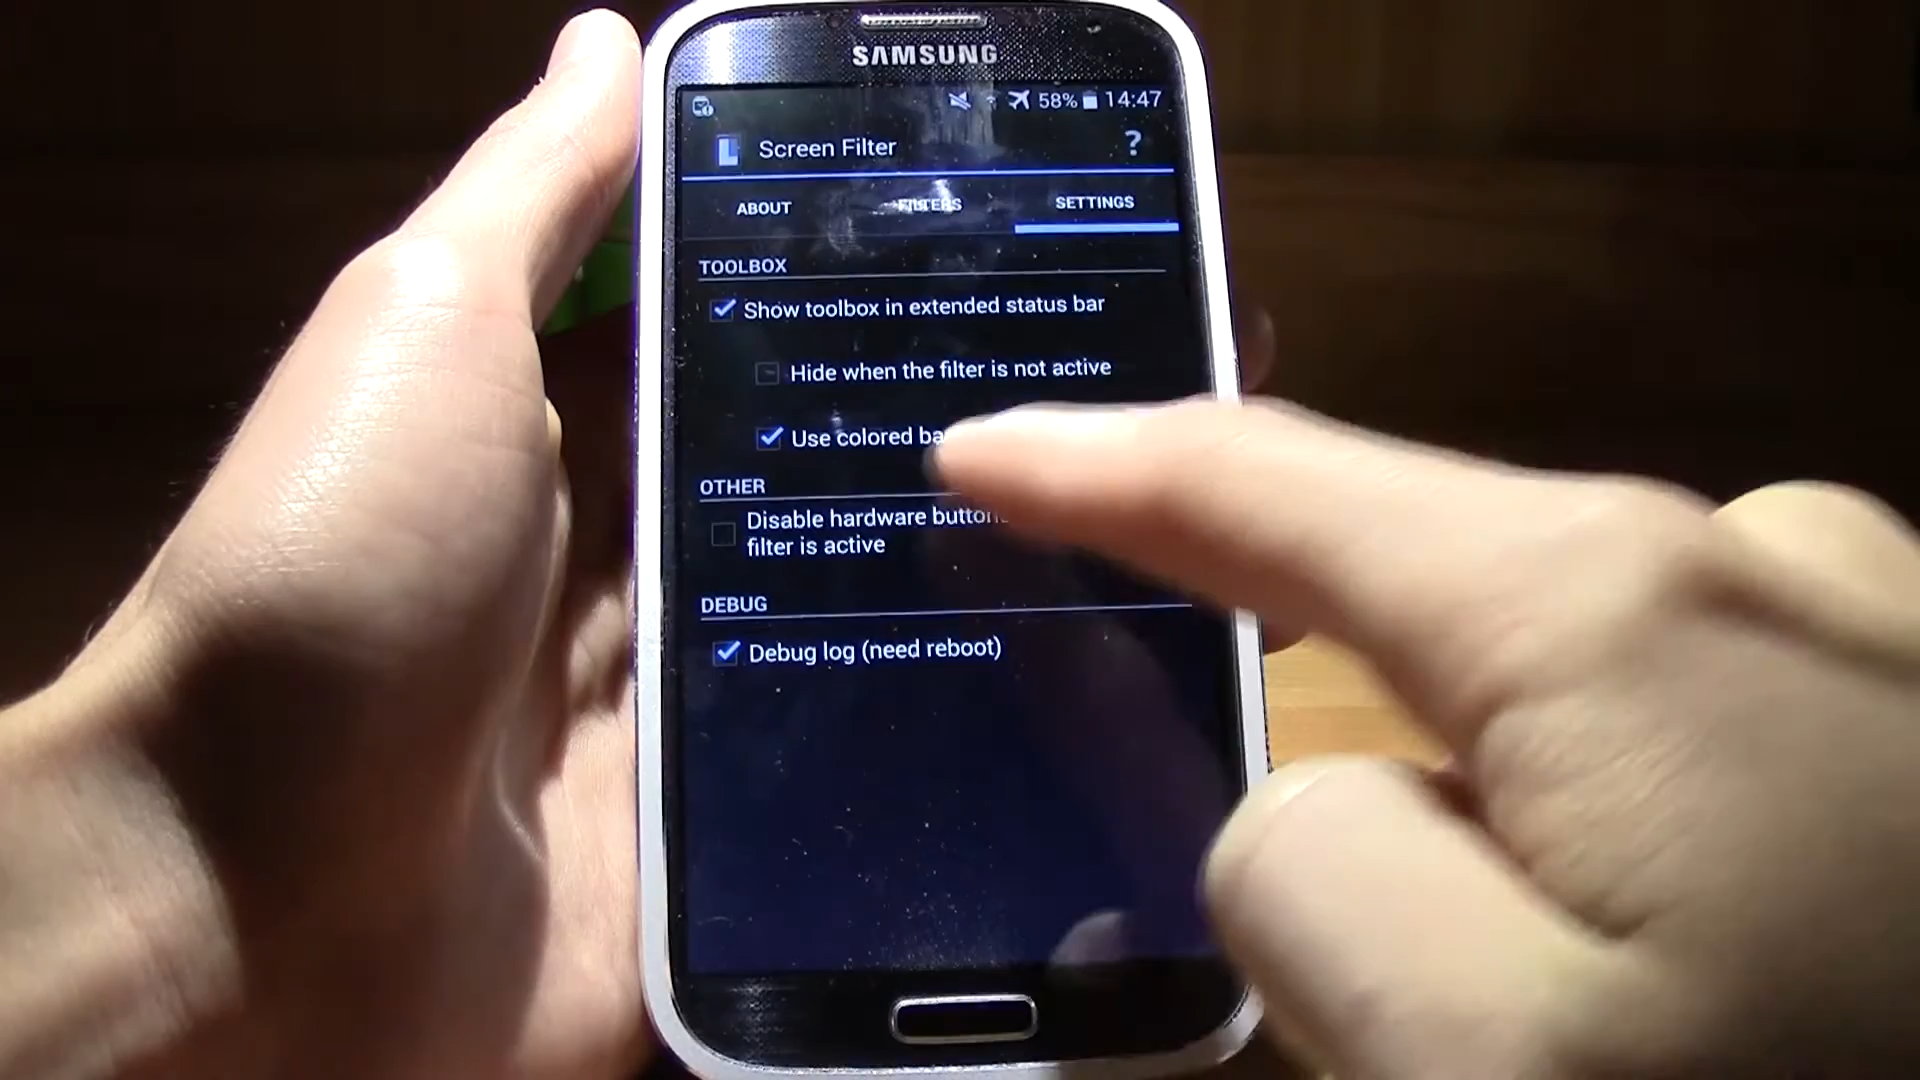 SAMSUNG
58% 14:47
Screen Filter ?
ABOUT FILTERS SETTINGS
TOOLBOX
Show toolbox in extended status bar
Hide when the filter is not active
Use colored
OTHER
Disable hardware
filter is active
DEBUG
Debug log (need reboot)